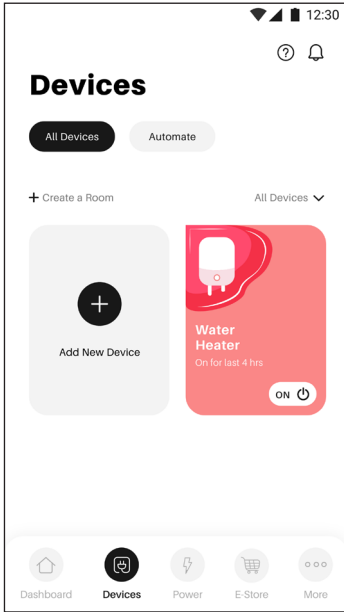 12:30
Devices
All Devices
Automate
Create a Room
All Devices
Add New Device
Water
Heater
On for last 4 hrs
ON
Dashboard
Devices
Power
E-Store
More